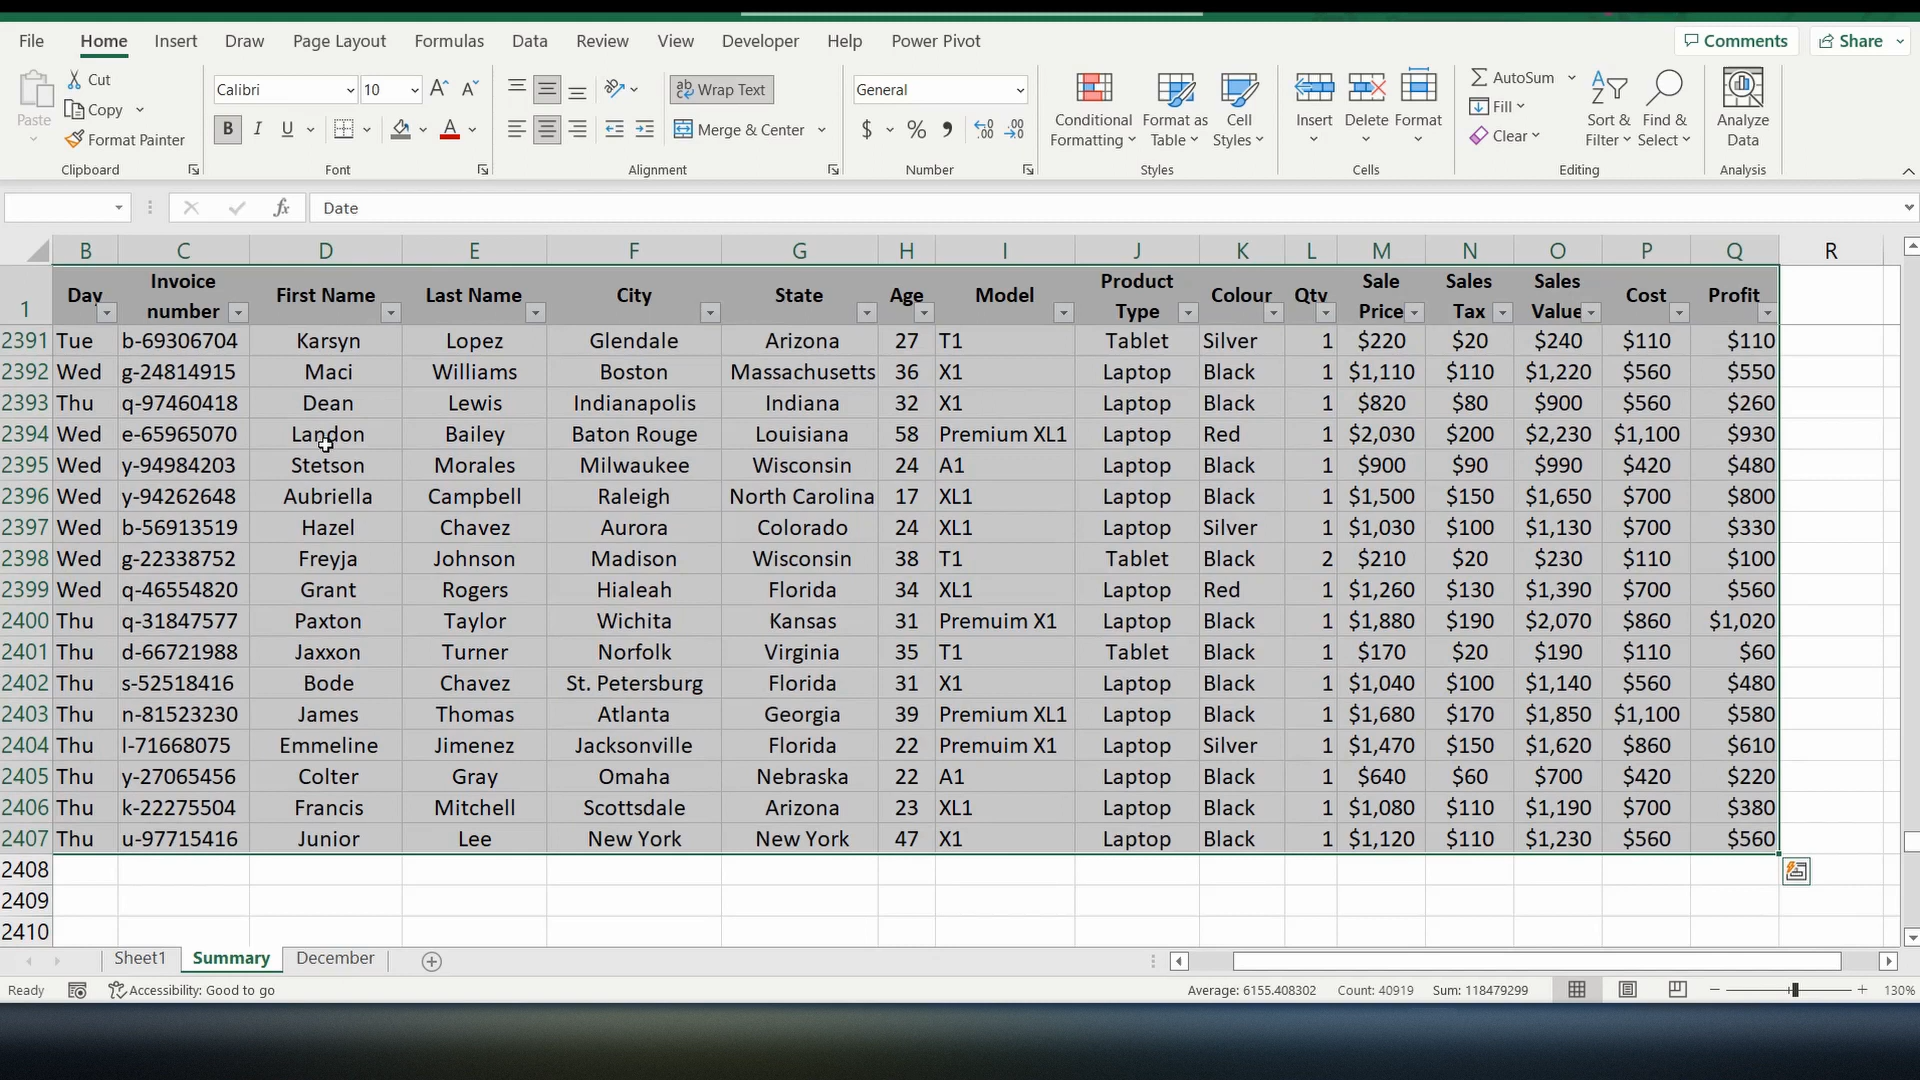 File Home Insert Draw Page Layout Formulas Data Review View Developer Help Power Pivot Comments Share
Paste Cut Copy Format Painter Clipboard
Calibri 10 A A B I U A Font
ab Wrap Text Merge & Center Alignment
General $ % , .00 .0 Number
Conditional Formatting Format as Table Cell Styles Styles
Insert Delete Format Cells
AutoSum Fill Clear Sort & Filter Find & Select Editing
Analyze Data Analysis
fx Date
B C D E F G H I J K L M N O P Q R
1 Day Invoice number First Name Last Name City State Age Model Product Type Colour Qty Sale Price Sales Tax Sales Value Cost Profit
2391 Tue b-69306704 Karsyn Lopez Glendale Arizona 27 T1 Tablet Silver 1 $220 $20 $240 $110 $110
2392 Wed g-24814915 Maci Williams Boston Massachusetts 36 X1 Laptop Black 1 $1,110 $110 $1,220 $560 $550
2393 Thu q-97460418 Dean Lewis Indianapolis Indiana 32 X1 Laptop Black 1 $820 $80 $900 $560 $260
2394 Wed e-65965070 Landon Bailey Baton Rouge Louisiana 58 Premium XL1 Laptop Red 1 $2,030 $200 $2,230 $1,100 $930
2395 Wed y-94984203 Stetson Morales Milwaukee Wisconsin 24 A1 Laptop Black 1 $900 $90 $990 $420 $480
2396 Wed y-94262648 Aubriella Campbell Raleigh North Carolina 17 XL1 Laptop Black 1 $1,500 $150 $1,650 $700 $800
2397 Wed b-56913519 Hazel Chavez Aurora Colorado 24 XL1 Laptop Silver 1 $1,030 $100 $1,130 $700 $330
2398 Wed g-22338752 Freyja Johnson Madison Wisconsin 38 T1 Tablet Black 2 $210 $20 $230 $110 $100
2399 Wed q-46554820 Grant Rogers Hialeah Florida 34 XL1 Laptop Red 1 $1,260 $130 $1,390 $700 $560
2400 Thu q-31847577 Paxton Taylor Wichita Kansas 31 Premuim X1 Laptop Black 1 $1,880 $190 $2,070 $860 $1,020
2401 Thu d-66721988 Jaxxon Turner Norfolk Virginia 35 T1 Tablet Black 1 $170 $20 $190 $110 $60
2402 Thu s-52518416 Bode Chavez St. Petersburg Florida 31 X1 Laptop Black 1 $1,040 $100 $1,140 $560 $480
2403 Thu n-81523230 James Thomas Atlanta Georgia 39 Premium XL1 Laptop Black 1 $1,680 $170 $1,850 $1,100 $580
2404 Thu l-71668075 Emmeline Jimenez Jacksonville Florida 22 Premuim X1 Laptop Silver 1 $1,470 $150 $1,620 $860 $610
2405 Thu y-27065456 Colter Gray Omaha Nebraska 22 A1 Laptop Black 1 $640 $60 $700 $420 $220
2406 Thu k-22275504 Francis Mitchell Scottsdale Arizona 23 XL1 Laptop Black 1 $1,080 $110 $1,190 $700 $380
2407 Thu u-97715416 Junior Lee New York New York 47 X1 Laptop Black 1 $1,120 $110 $1,230 $560 $560
2408
2409
2410
Sheet1 Summary December
Ready Accessibility: Good to go Average: 6155.408302 Count: 40919 Sum: 118479299 130%